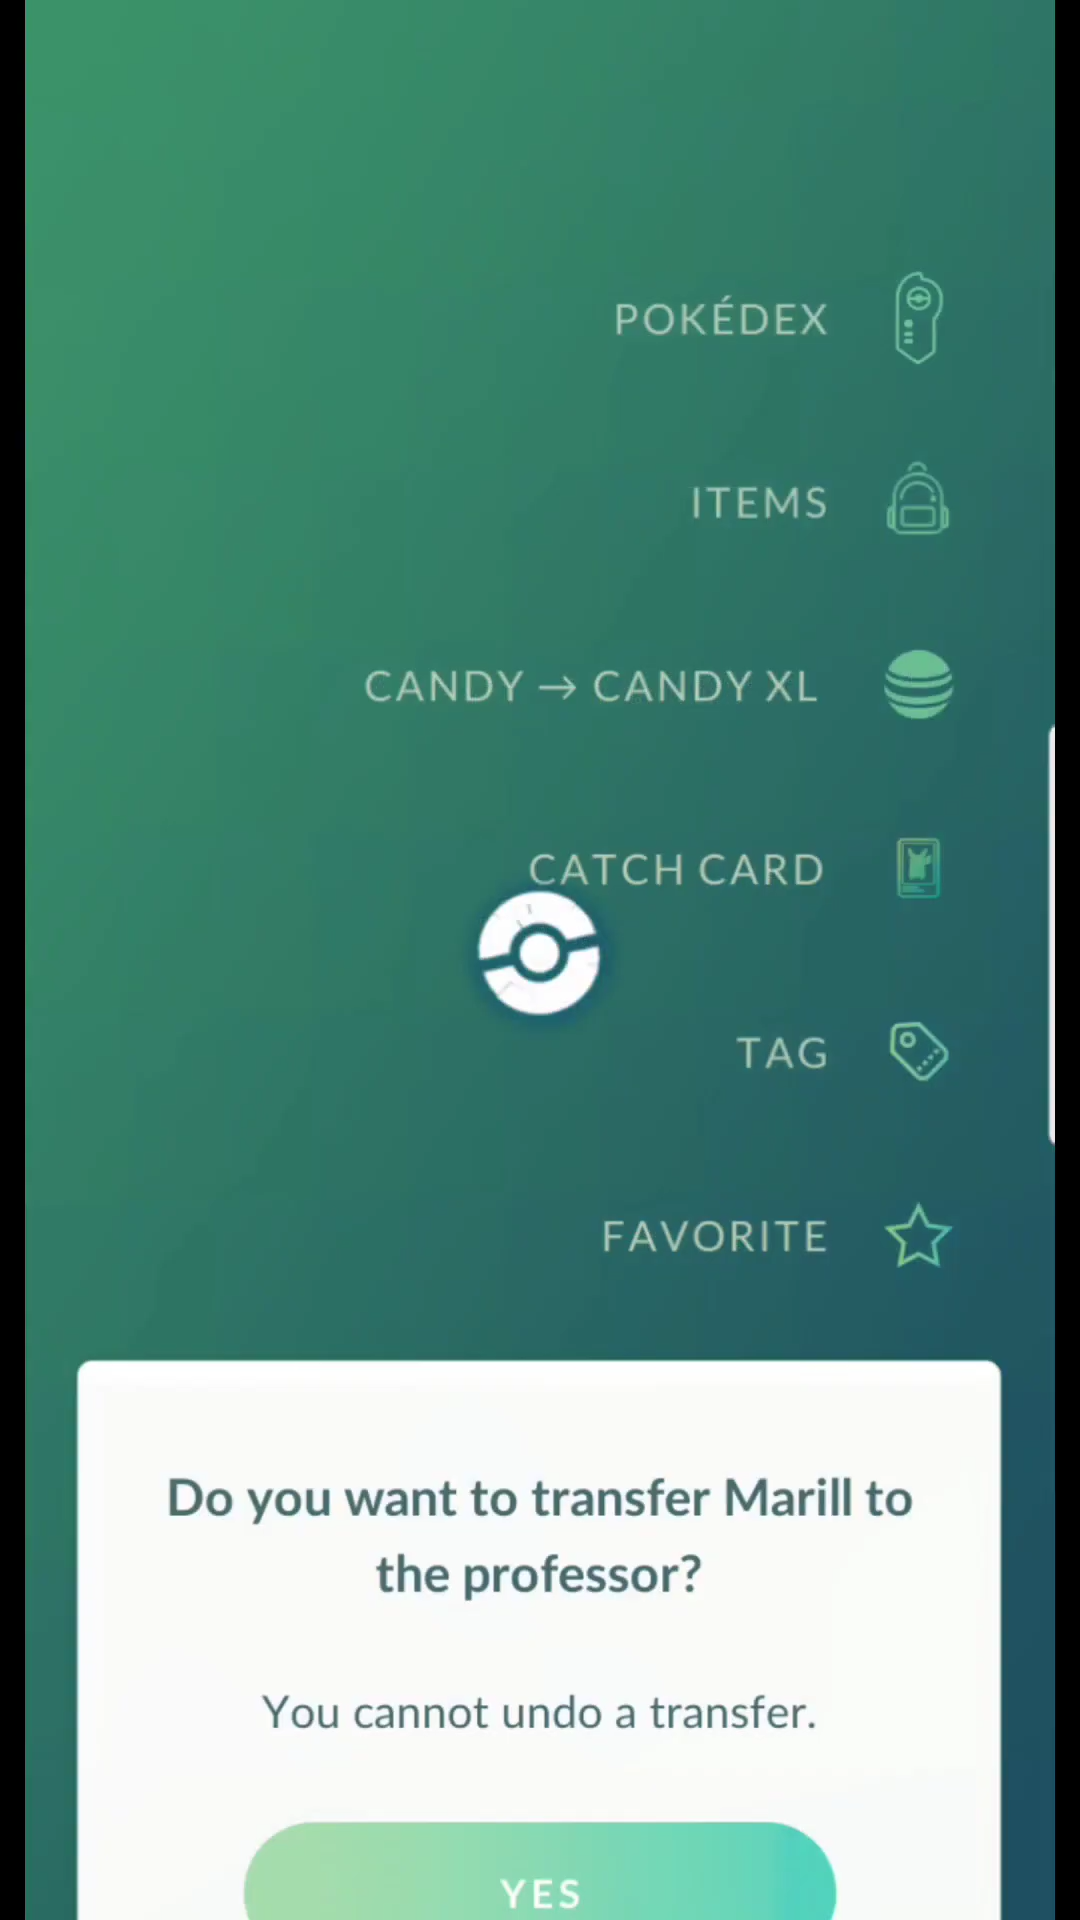 POKÉDEX
ITEMS
CANDY → CANDY XL
CATCH CARD
TAG
FAVORITE
Do you want to transfer Marill to
the professor?
You cannot undo a transfer.
YES